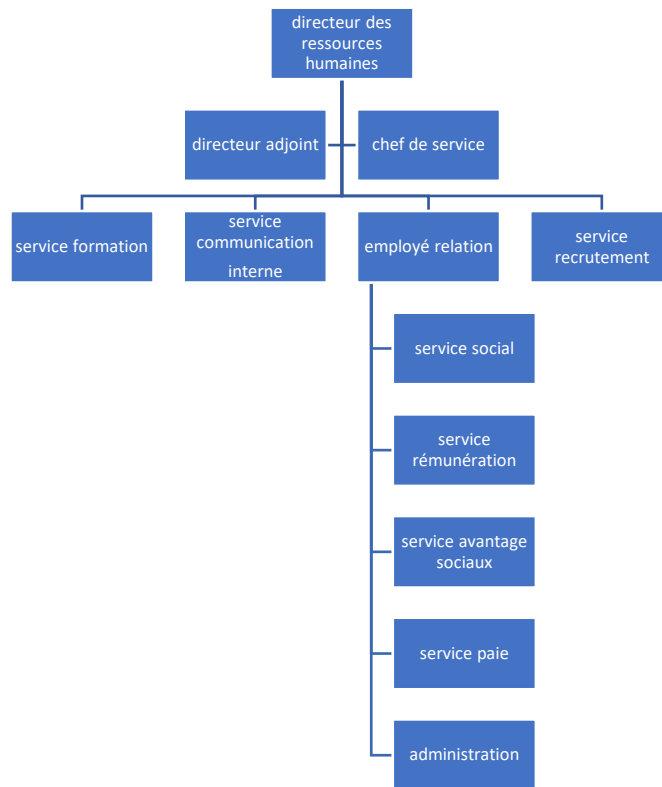 directeur des
ressources
humaines
directeur adjoint
chef de service
service formation
service
communication
interne
employé relation
service
recrutement
service social
service
rémunération
service avantage
sociaux
service paie
administration